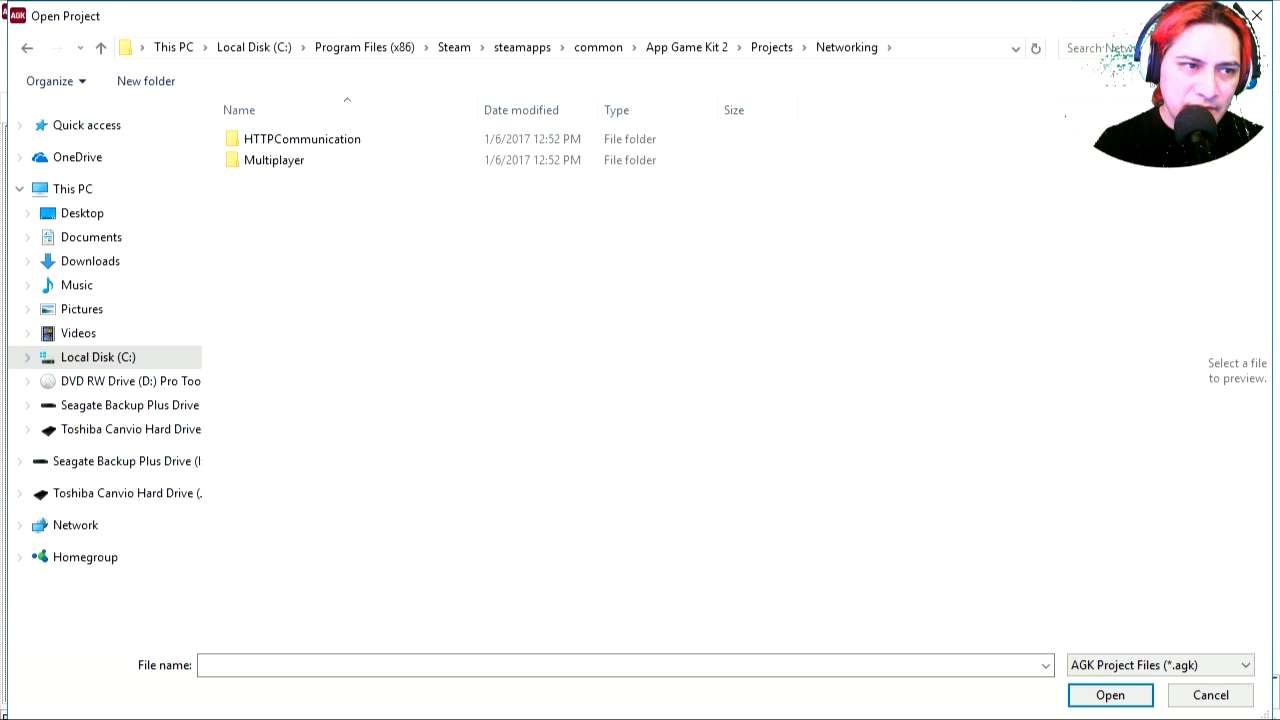 AGK Open Project
This PC Local Disk (C:) Program Files (x86) Steam steamapps common App Game Kit 2 Projects Networking
Search Netw
Organize New folder
Name Date modified Type Size
HTTPCommunication 1/6/2017 12:52 PM File folder
Multiplayer 1/6/2017 12:52 PM File folder
Quick access
OneDrive
This PC
Desktop
Documents
Downloads
Music
Pictures
Videos
Local Disk (C:)
DVD RW Drive (D:) Pro Too
Seagate Backup Plus Drive
Toshiba Canvio Hard Drive
Seagate Backup Plus Drive (I
Toshiba Canvio Hard Drive (.
Network
Homegroup
Select a file
to preview.
File name: AGK Project Files (*.agk)
Open Cancel